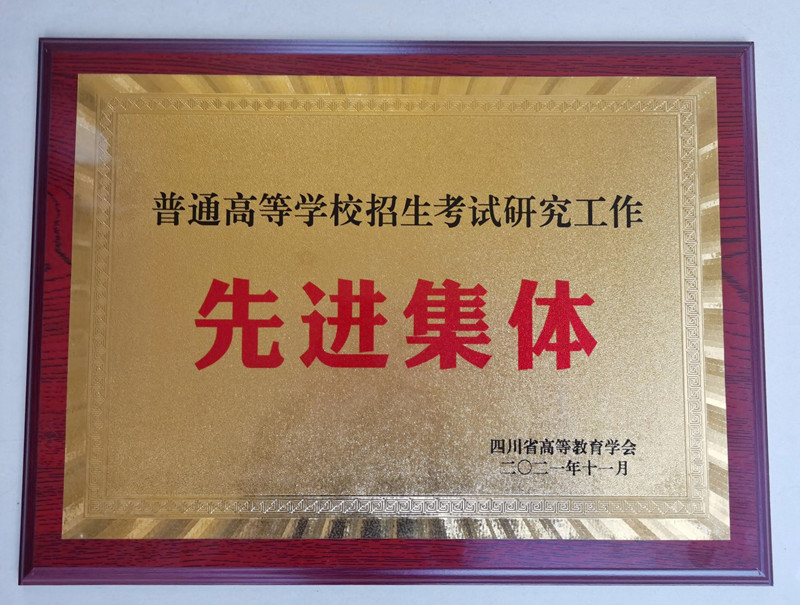 普通高等学校招生考试研究工作
先进集体
四川省高等教育学会
二〇二一年十一月